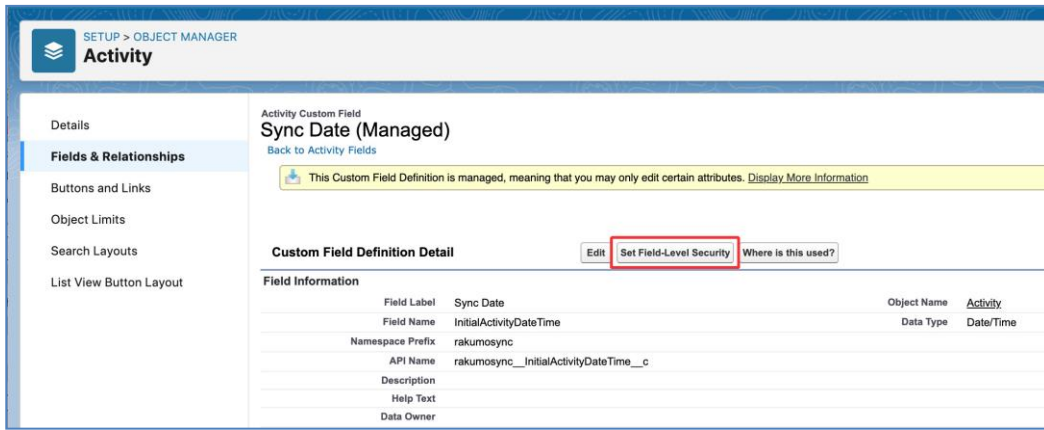 SETUP > OBJECT MANAGER
Activity
Details
Fields & Relationships
Buttons and Links
Object Limits
Search Layouts
List View Button Layout
Activity Custom Field
Sync Date (Managed)
Back to Activity Fields
This Custom Field Definition is managed, meaning that you may only edit certain attributes. Display More Information
Custom Field Definition Detail
Edit
Set Field-Level Security
Where is this used?
Field Information
Field Label Sync Date Object Name Activity
Field Name InitialActivityDateTime Data Type Date/Time
Namespace Prefix rakumosync
API Name rakumosync__InitialActivityDateTime__c
Description
Help Text
Data Owner